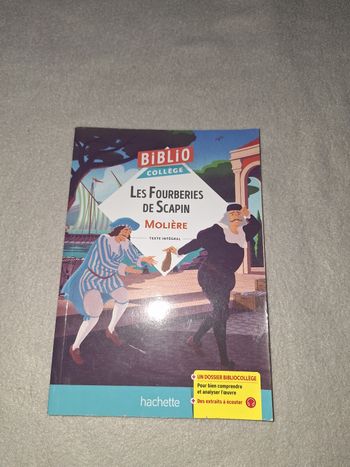 BIBLIO
COLLÈGE
LES FOURBERIES
DE SCAPIN
MOLIÈRE
TEXTE INTÉGRAL
+ UN DOSSIER BIBLIOCOLLÈGE
Pour bien comprendre
et analyser l'œuvre
+ Des extraits à écouter
hachette